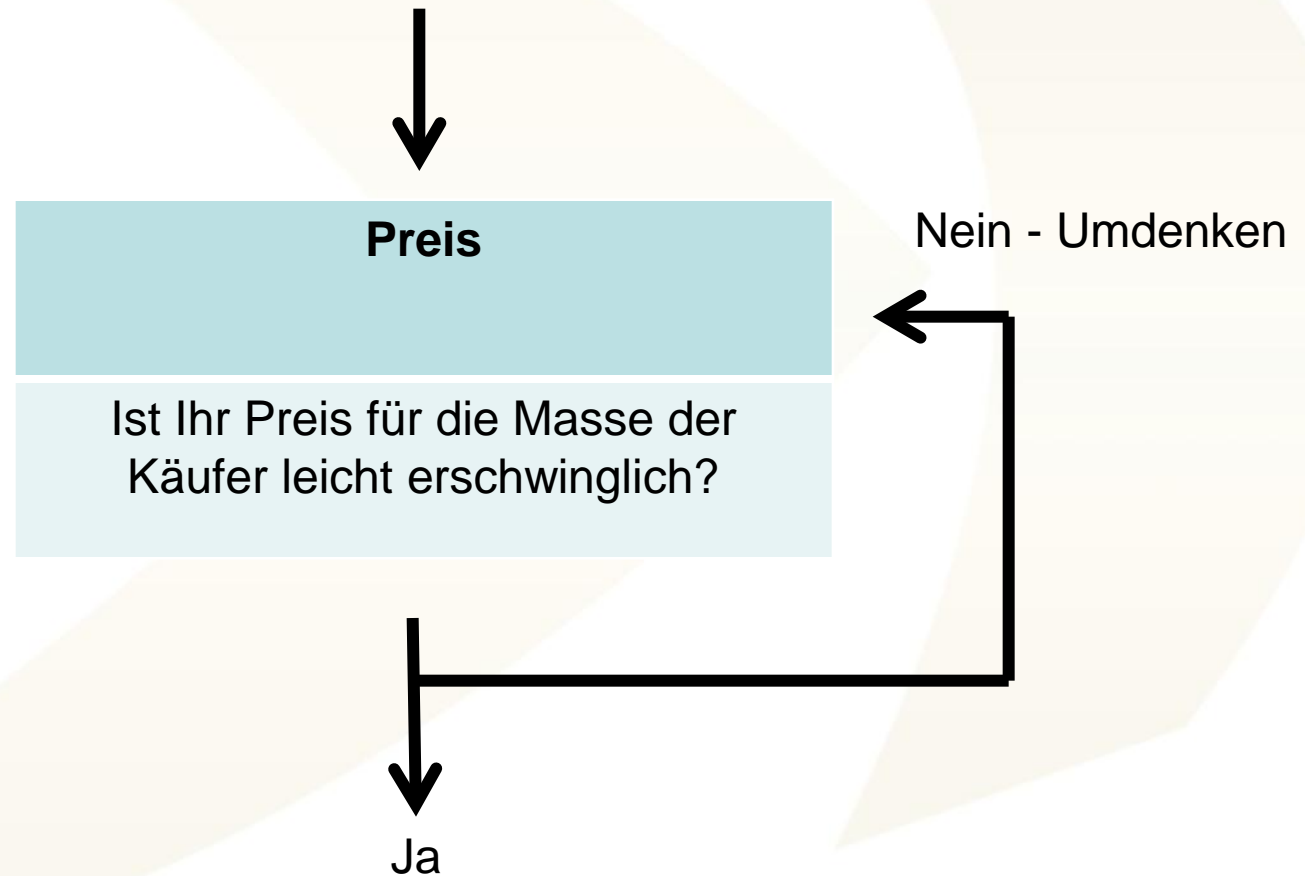 Preis
Nein - Umdenken
Ist Ihr Preis für die Masse der
Käufer leicht erschwinglich?
Ja